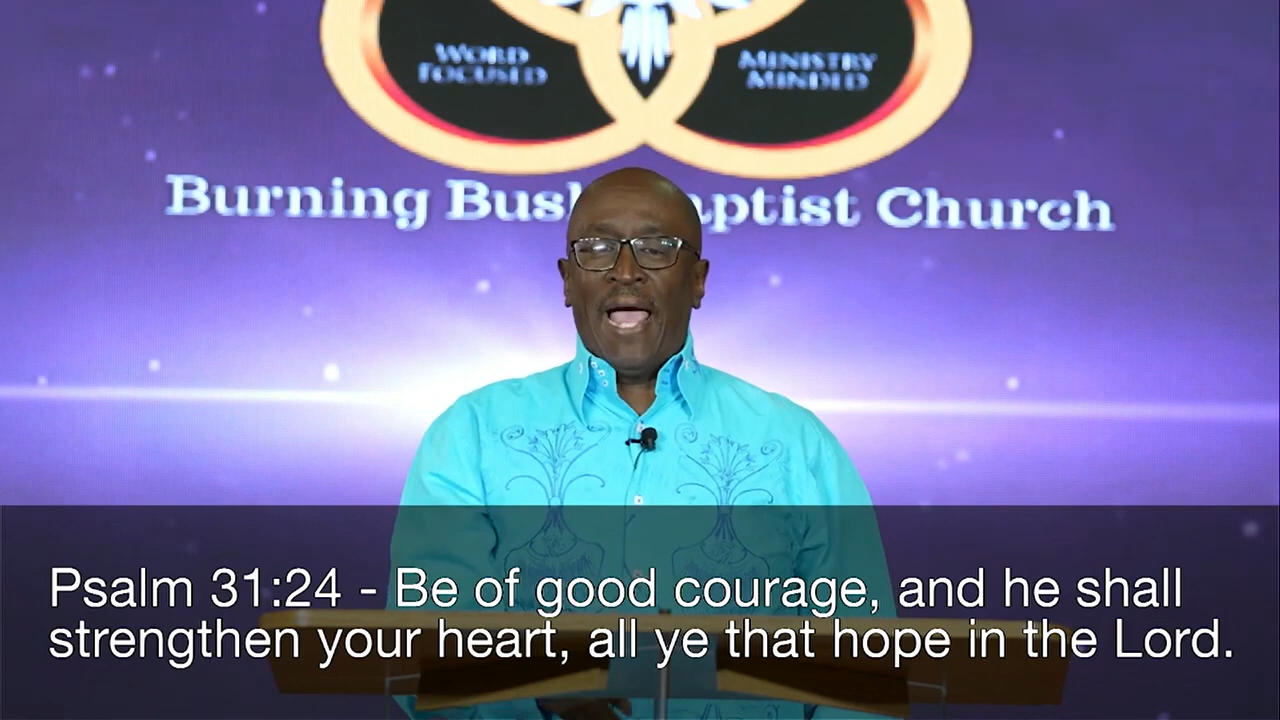 WORD
FOCUSED
MINISTRY
MINDED
Burning Bush Baptist Church
Psalm 31:24 - Be of good courage, and he shall
strengthen your heart, all ye that hope in the Lord.